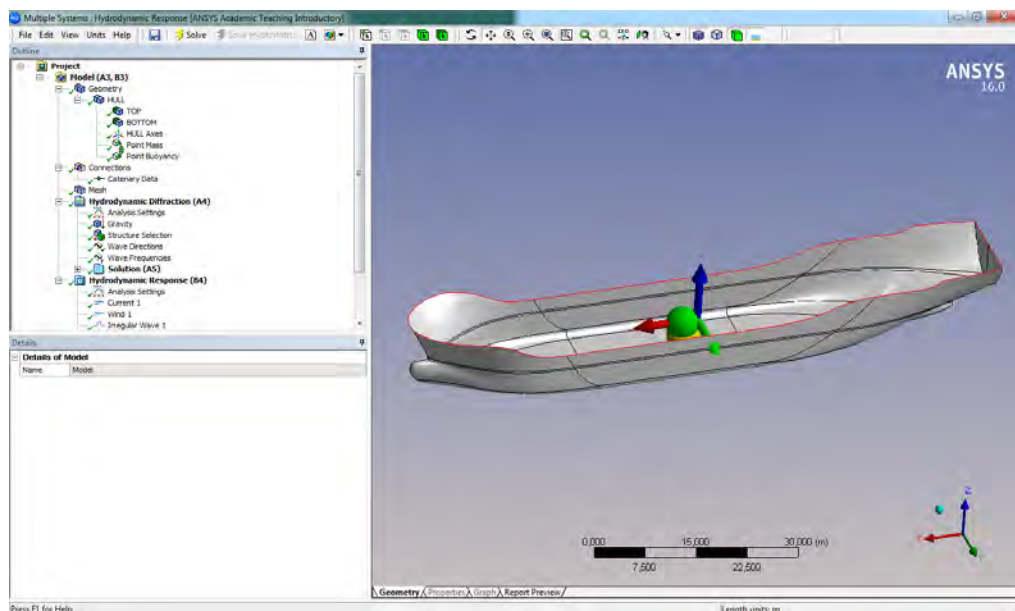 Multiple Systems : Hydrodynamic Response [ANSYS Academic Teaching Introductory]
File Edit View Units Help Solve A
Outline
Project
Model (A3, B3)
Geometry
HULL
TOP
BOTTOM
HULL Axes
Point Mass
Point Buoyancy
Connections
Catenary Data
Mesh
Hydrodynamic Diffraction (A4)
Analysis Settings
Gravity
Structure Selection
Wave Directions
Wave Frequencies
Solution (A5)
Hydrodynamic Response (B4)
Analysis Settings
Current 1
Wind 1
Irregular Wave 1
Details
Details of Model
Name Model
ANSYS
16.0
Z
X
0,000 15,000 30,000 (m)
7,500 22,500
Geometry Properties Graph Report Preview
Press F1 for Help Length units: m